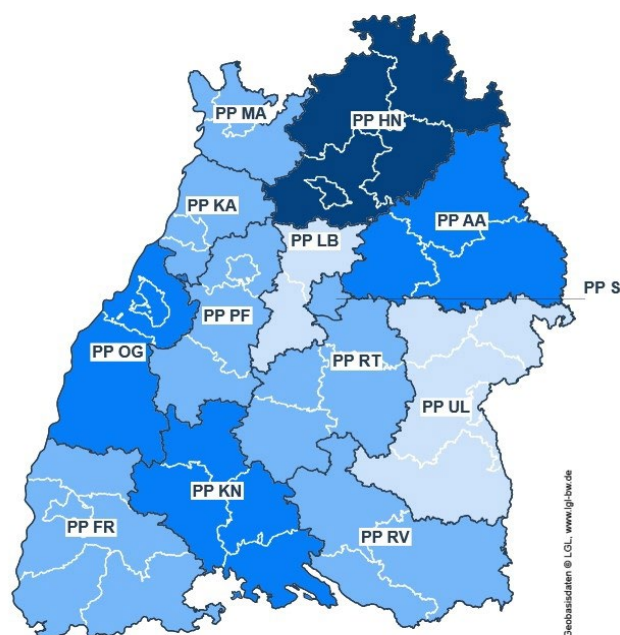 PP MA
PP HN
PP KA
PP LB
PP AA
PP S
PP PF
PP OG
PP RT
PP UL
PP KN
PP FR
PP RV
Geobasisdaten © LGL, www.lgl-bw.de